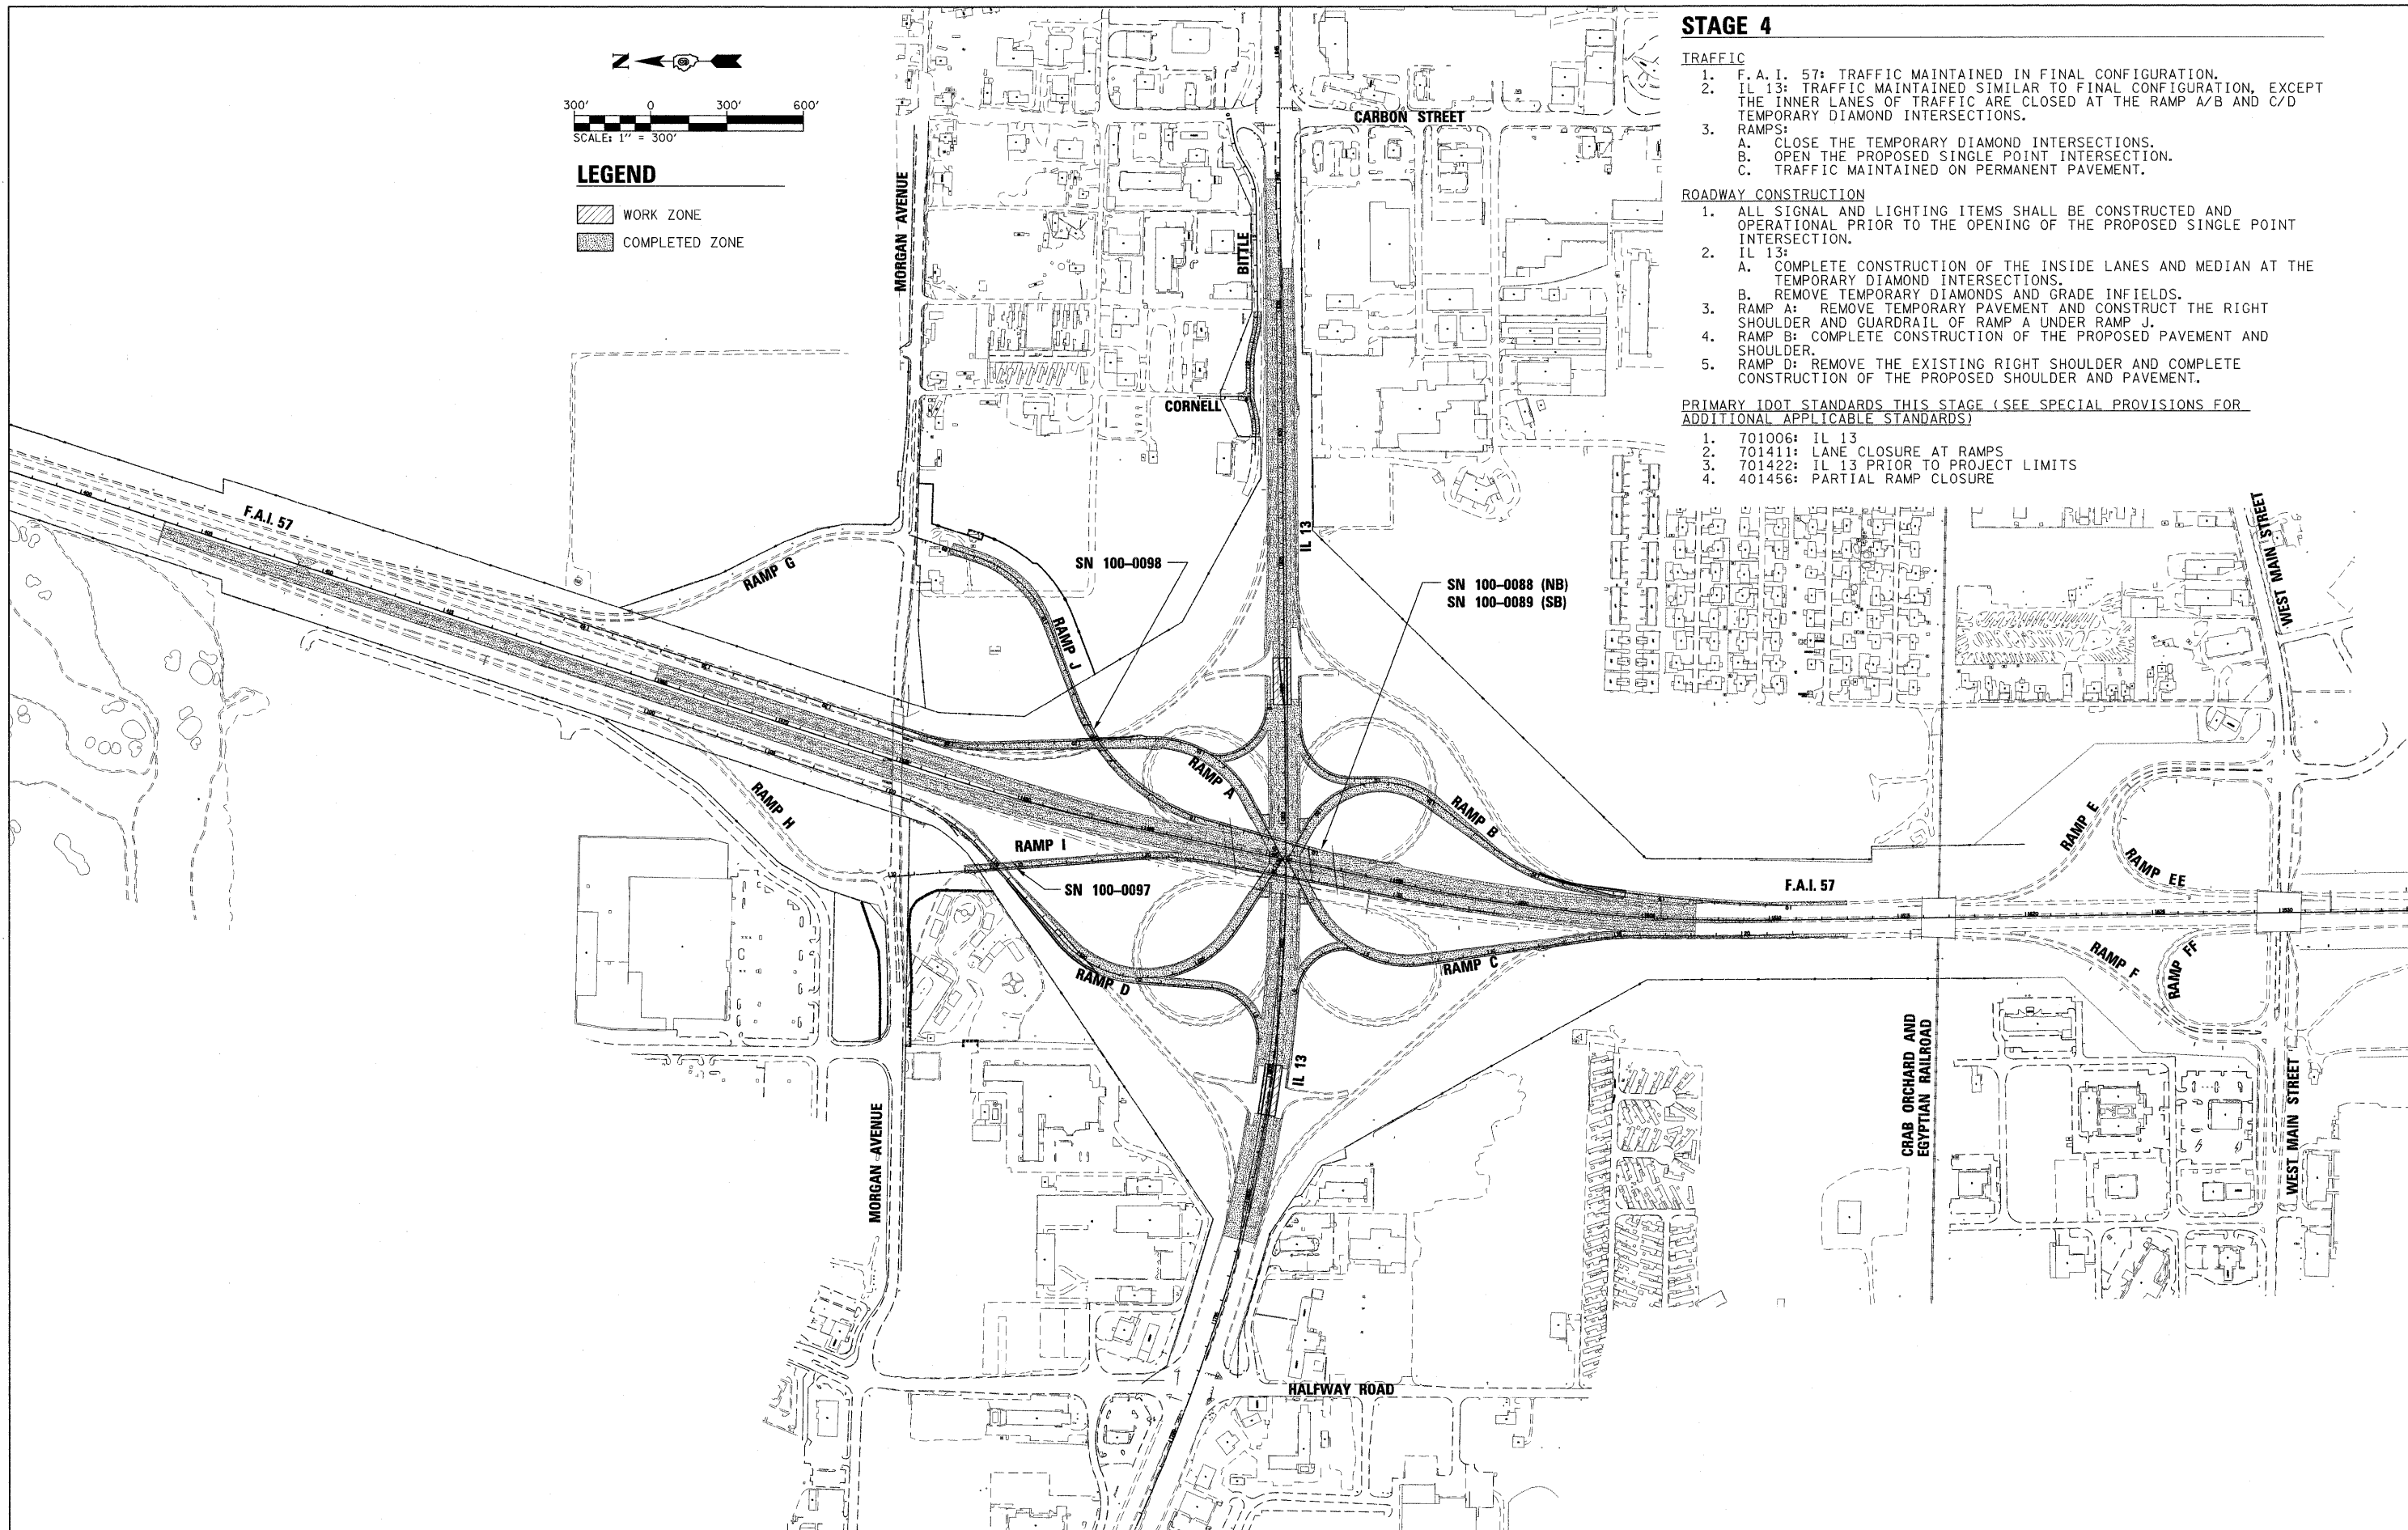 STAGE 4
TRAFFIC
1. F.A.I. 57: TRAFFIC MAINTAINED IN FINAL CONFIGURATION.
2. IL 13: TRAFFIC MAINTAINED SIMILAR TO FINAL CONFIGURATION, EXCEPT
THE INNER LANES OF TRAFFIC ARE CLOSED AT THE RAMP A/B AND C/D
TEMPORARY DIAMOND INTERSECTIONS.
3. RAMPS:
A. CLOSE THE TEMPORARY DIAMOND INTERSECTIONS.
B. OPEN THE PROPOSED SINGLE POINT INTERSECTION.
C. TRAFFIC MAINTAINED ON PERMANENT PAVEMENT.
ROADWAY CONSTRUCTION
1. ALL SIGNAL AND LIGHTING ITEMS SHALL BE CONSTRUCTED AND
OPERATIONAL PRIOR TO THE OPENING OF THE PROPOSED SINGLE POINT
INTERSECTION.
2. IL 13:
A. COMPLETE CONSTRUCTION OF THE INSIDE LANES AND MEDIAN AT THE
TEMPORARY DIAMOND INTERSECTIONS.
B. REMOVE TEMPORARY DIAMONDS AND GRADE INFIELDS.
3. RAMP A: REMOVE TEMPORARY PAVEMENT AND CONSTRUCT THE RIGHT
SHOULDER AND GUARDRAIL OF RAMP A UNDER RAMP J.
4. RAMP B: COMPLETE CONSTRUCTION OF THE PROPOSED PAVEMENT AND
SHOULDER.
5. RAMP D: REMOVE THE EXISTING RIGHT SHOULDER AND COMPLETE
CONSTRUCTION OF THE PROPOSED SHOULDER AND PAVEMENT.
PRIMARY IDOT STANDARDS THIS STAGE (SEE SPECIAL PROVISIONS FOR
ADDITIONAL APPLICABLE STANDARDS)
1. 701006: IL 13
2. 701411: LANE CLOSURE AT RAMPS
3. 701422: IL 13 PRIOR TO PROJECT LIMITS
4. 401456: PARTIAL RAMP CLOSURE
N
300' 0 300' 600'
SCALE: 1" = 300'
LEGEND
WORK ZONE
COMPLETED ZONE
MORGAN AVENUE
BITTLE
CARBON STREET
CORNELL
F.A.I. 57
RAMP G
RAMP J
SN 100-0098
IL 13
SN 100-0088 (NB)
SN 100-0089 (SB)
WEST MAIN STREET
RAMP H
RAMP A
RAMP B
RAMP I
SN 100-0097
RAMP E
RAMP EE
F.A.I. 57
RAMP D
RAMP C
RAMP F
RAMP FF
IL 13
CRAB ORCHARD AND
EGYPTIAN RAILROAD
WEST MAIN STREET
MORGAN AVENUE
HALFWAY ROAD